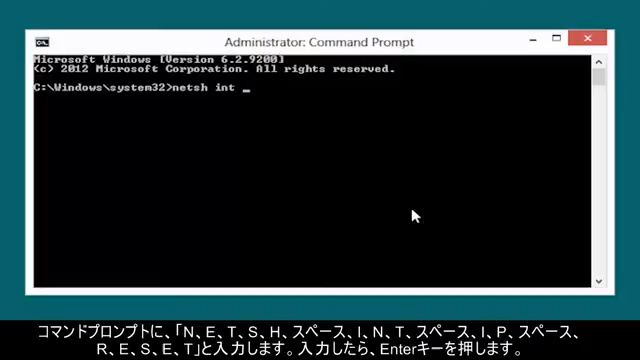 Administrator: Command Prompt
Microsoft Windows [Version 6.2.9200]
(c) 2012 Microsoft Corporation. All rights reserved.
C:\Windows\system32>netsh int _
コマンドプロンプトに、「N、E、T、S、H、スペース、I、N、T、スペース、I、P、スペース、
R、E、S、E、T」と入力します。入力したら、Enterキーを押します。